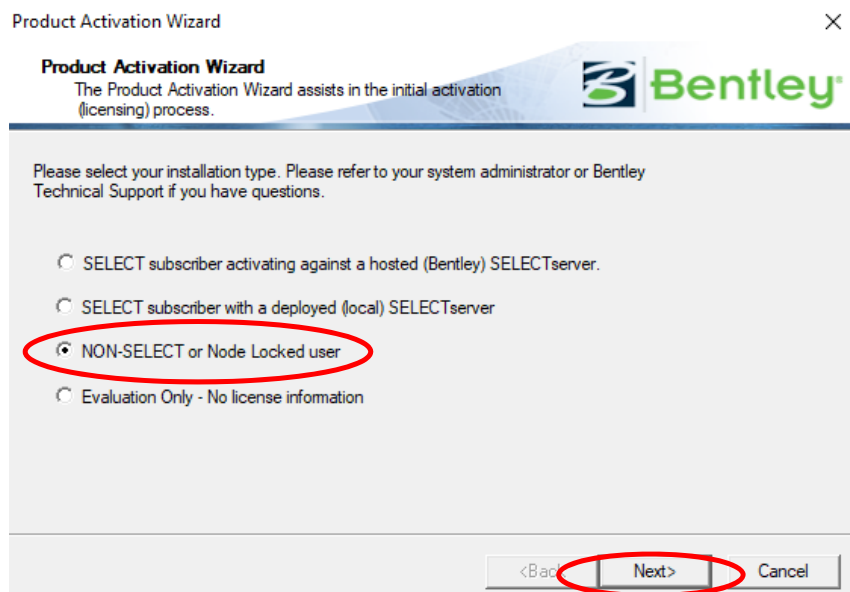 Product Activation Wizard
Product Activation Wizard
The Product Activation Wizard assists in the initial activation
(licensing) process.
Bentley
Please select your installation type. Please refer to your system administrator or Bentley
Technical Support if you have questions.
SELECT subscriber activating against a hosted (Bentley) SELECTserver.
SELECT subscriber with a deployed (local) SELECTserver
NON-SELECT or Node Locked user
Evaluation Only - No license information
<Back Next> Cancel